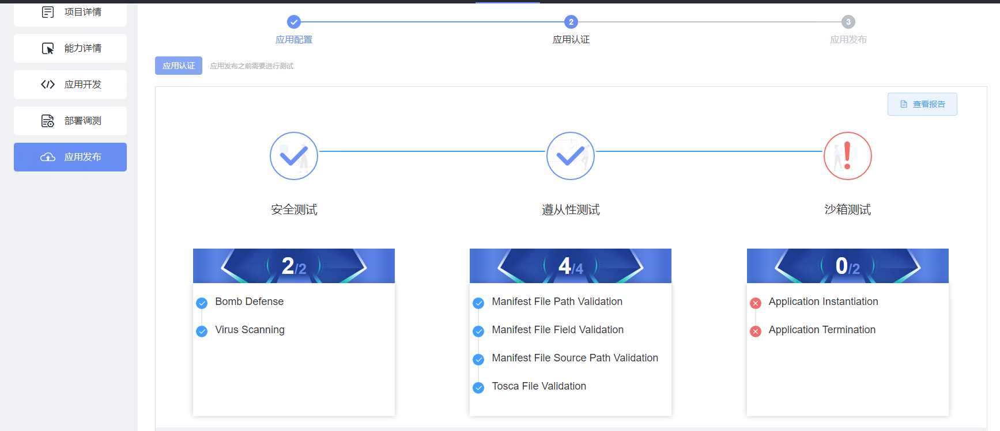 项目详情
能力详情
应用开发
部署调测
应用发布
2
3
应用配置
应用认证
应用发布
应用认证
应用发布之前需要进行测试
查看报告
安全测试
遵从性测试
沙箱测试
2/2
Bomb Defense
Virus Scanning
4/4
Manifest File Path Validation
Manifest File Field Validation
Manifest File Source Path Validation
Tosca File Validation
0/2
Application Instantiation
Application Termination